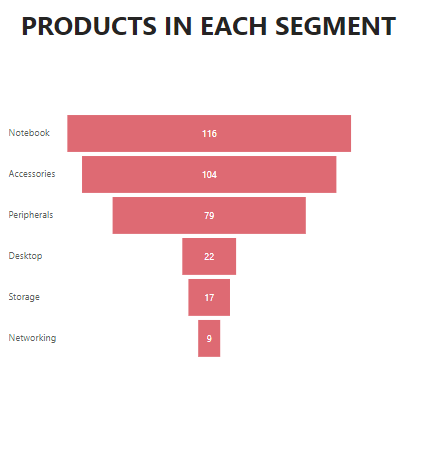 PRODUCTS IN EACH SEGMENT
Notebook 116
Accessories 104
Peripherals 79
Desktop 22
Storage 17
Networking 9